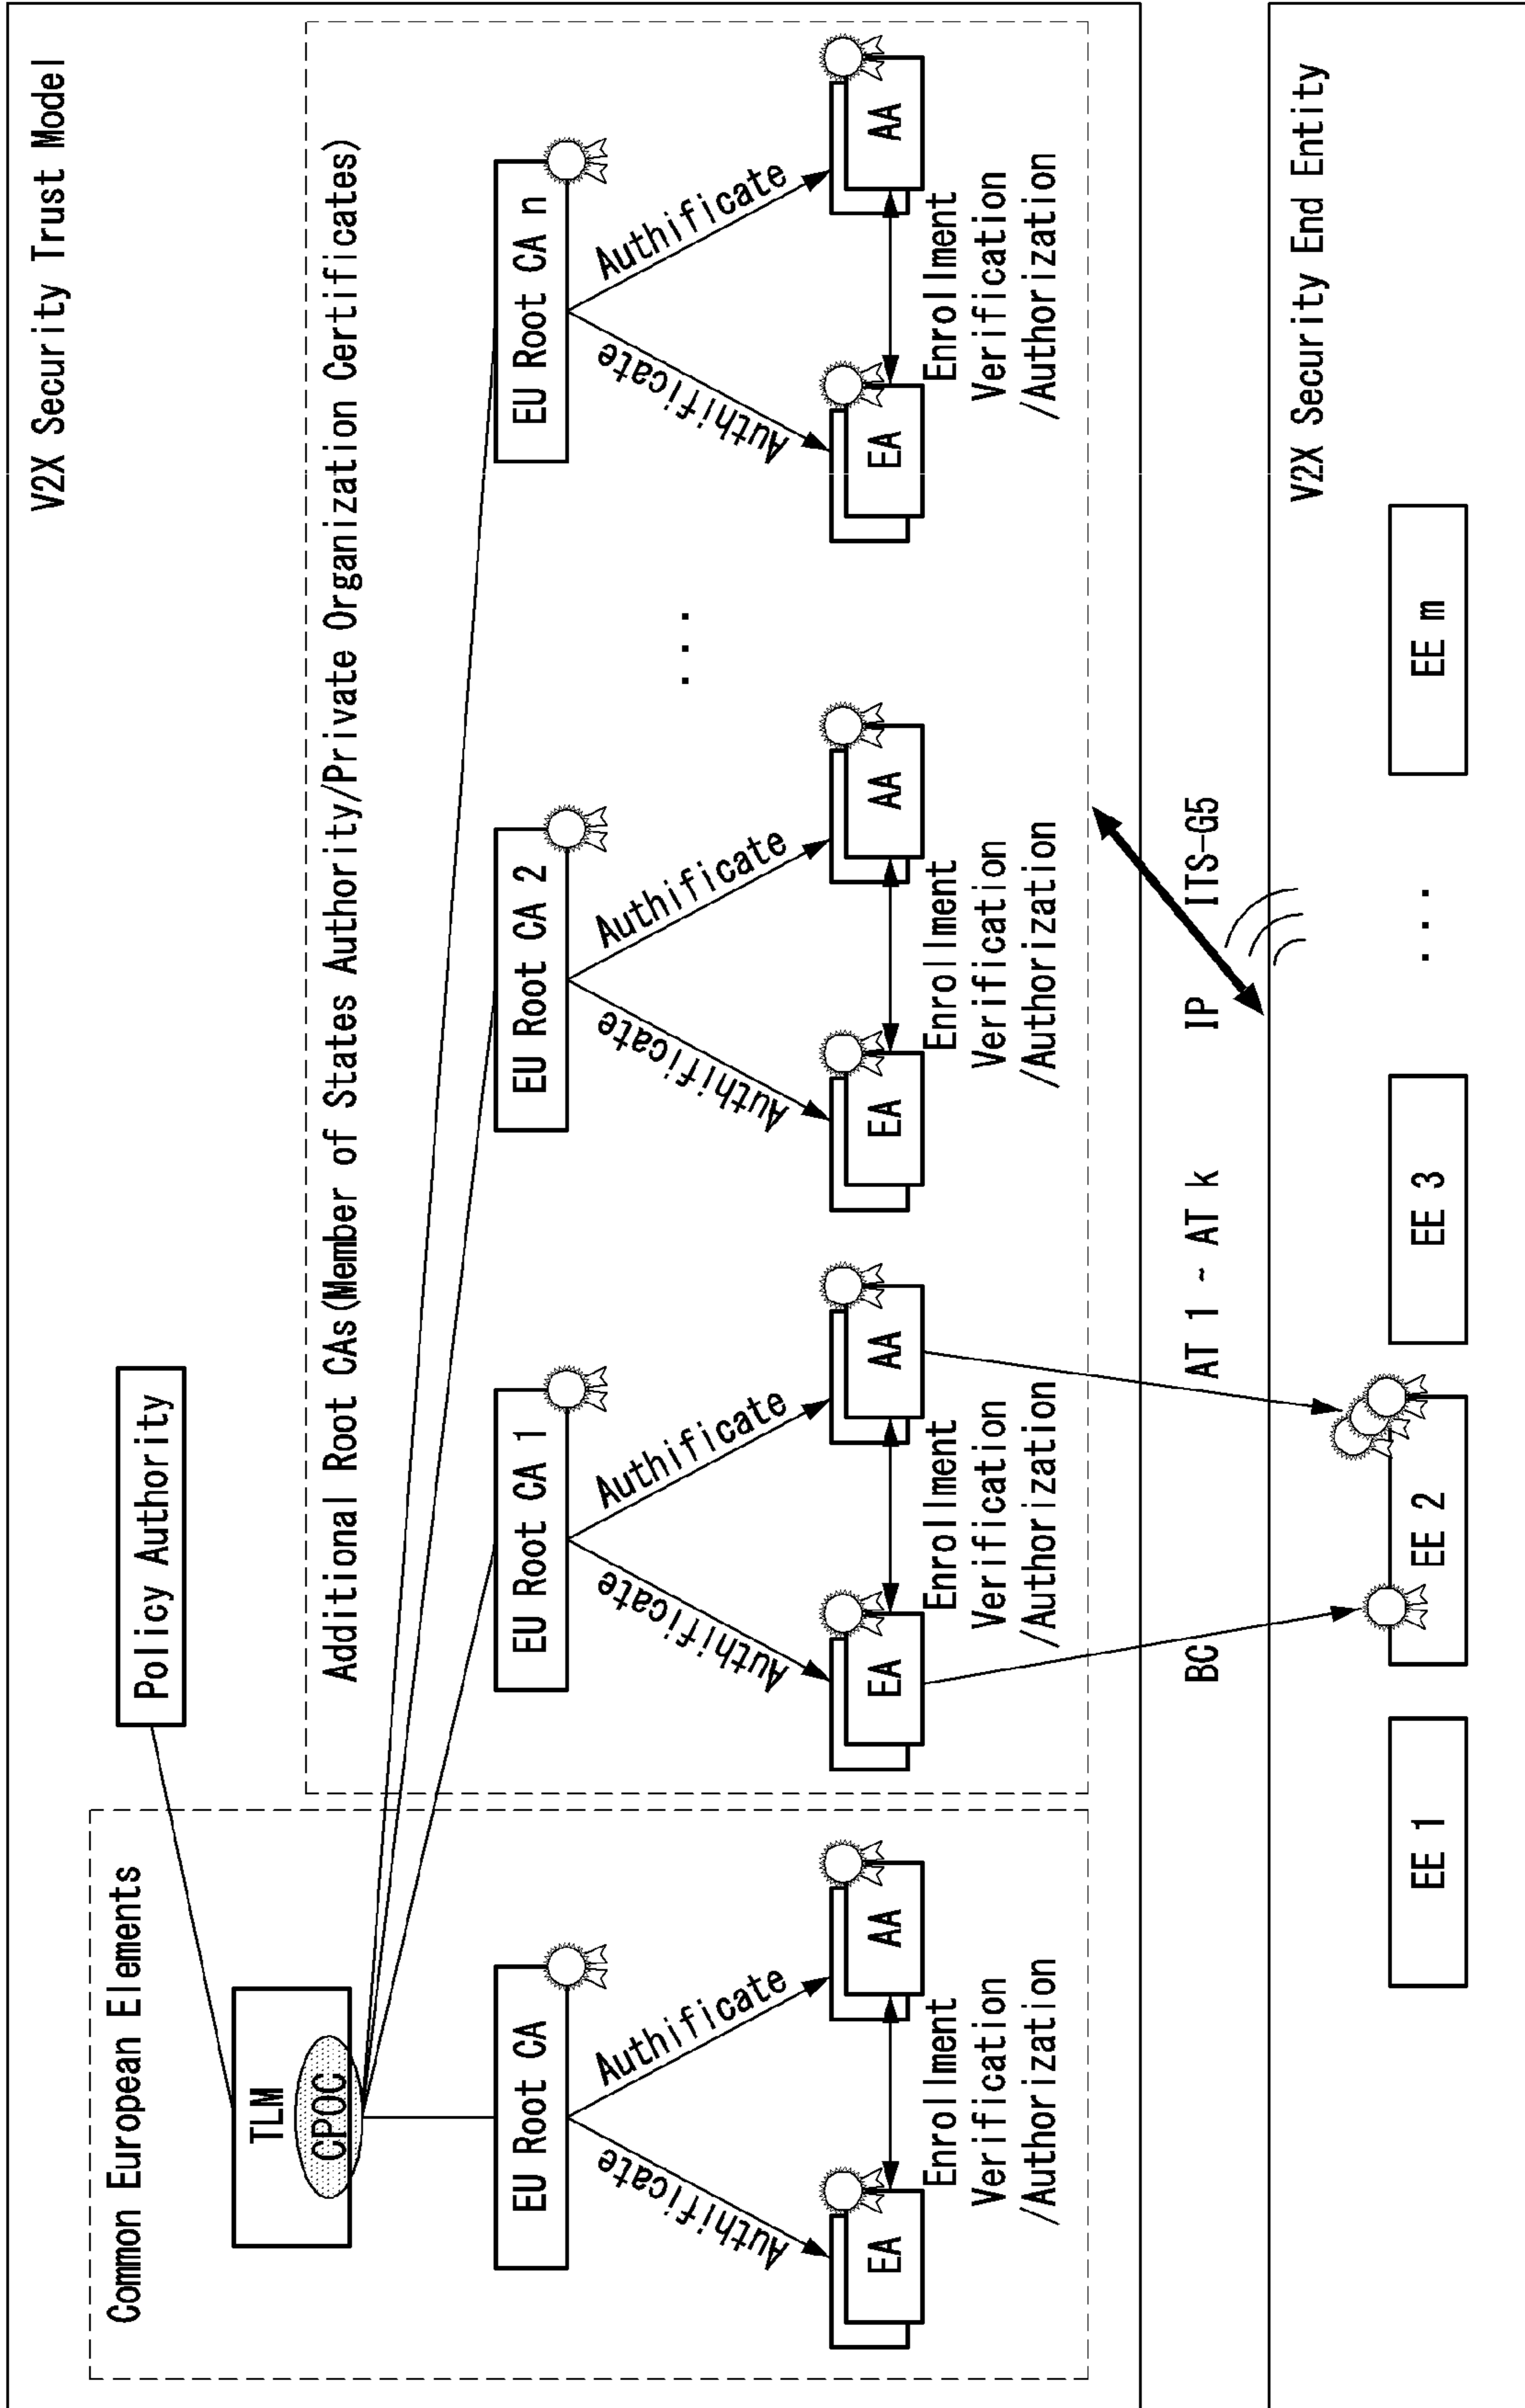 V2X Security Trust Model
Common European Elements
Policy Authority
TLM
CPOC
Additional Root CAs(Member of States Authority/Private Organization Certificates)
EU Root CA
EU Root CA 1
EU Root CA 2
EU Root CA n
Authificate
Authificate
Authificate
Authificate
Authificate
Authificate
Authificate
Authificate
...
EA
AA
EA
AA
EA
AA
EA
AA
Enrollment
Verification
/Authorization
Enrollment
Verification
/Authorization
Enrollment
Verification
/Authorization
Enrollment
Verification
/Authorization
BC
AT 1 ~ AT k
IP
ITS-G5
V2X Security End Entity
EE 1
EE 2
EE 3
...
EE m